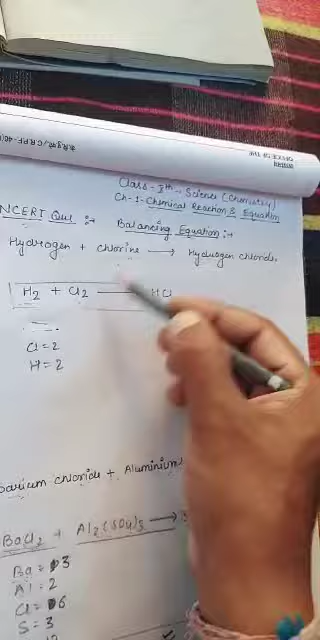 Class - Xth - Science (Chemistry)
Ch-1-Chemical Reaction & Equation
NCERT Que :→ Balancing Equation :→
Hydrogen + chlorine → Hydrogen chloride
H2 + Cl2 → HCl
Cl = 2
H = 2
Barium chloride + Aluminium
BaCl2 + Al2(SO4)3 →
Ba = 3
Al = 2
Cl = 6
S = 3